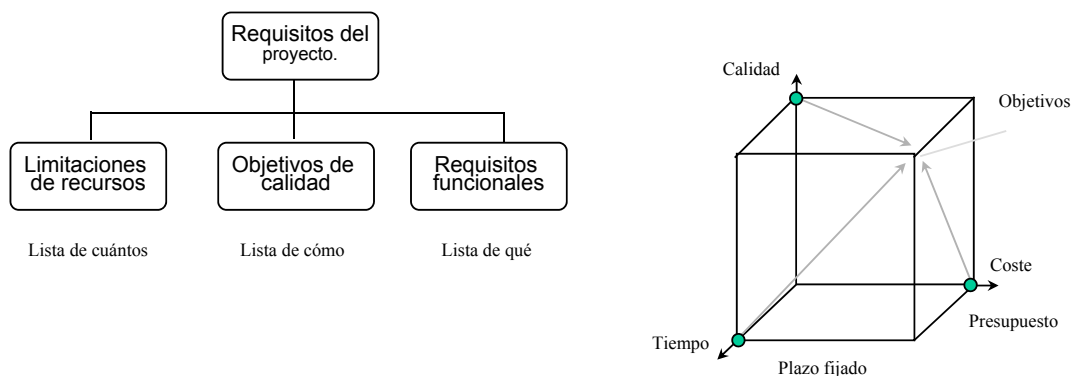 Requisitos del
proyecto.
Limitaciones
de recursos
Objetivos de
calidad
Requisitos
funcionales
Lista de cuántos
Lista de cómo
Lista de qué
Calidad
Objetivos
Coste
Presupuesto
Tiempo
Plazo fijado